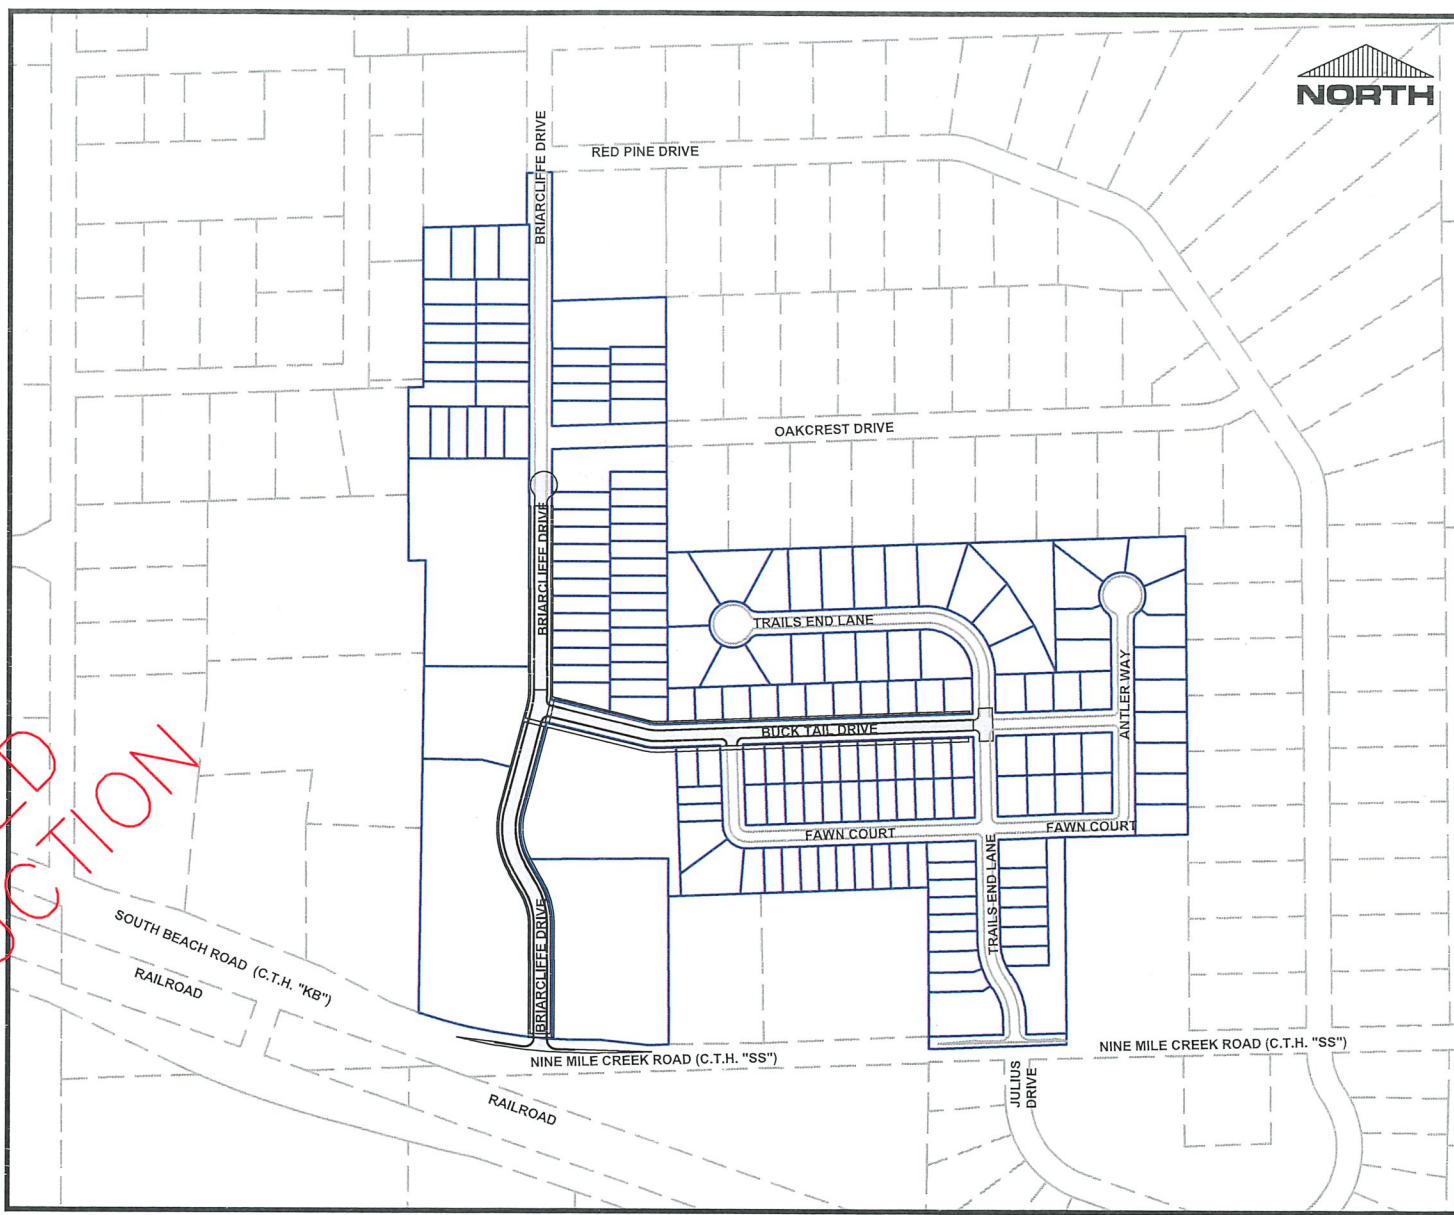 NORTH
BRIARCLIFFE DRIVE
RED PINE DRIVE
OAKCREST DRIVE
BRIARCLIFFE DRIVE
TRAILS END LANE
ANTLER WAY
BUCK TAIL DRIVE
FAWN COURT
FAWN COURT
TRAILS END LANE
BRIARCLIFFE DRIVE
SOUTH BEACH ROAD (C.T.H. "KB")
RAILROAD
NINE MILE CREEK ROAD (C.T.H. "SS")
NINE MILE CREEK ROAD (C.T.H. "SS")
JULIUS
DRIVE
RAILROAD
D
UCTION